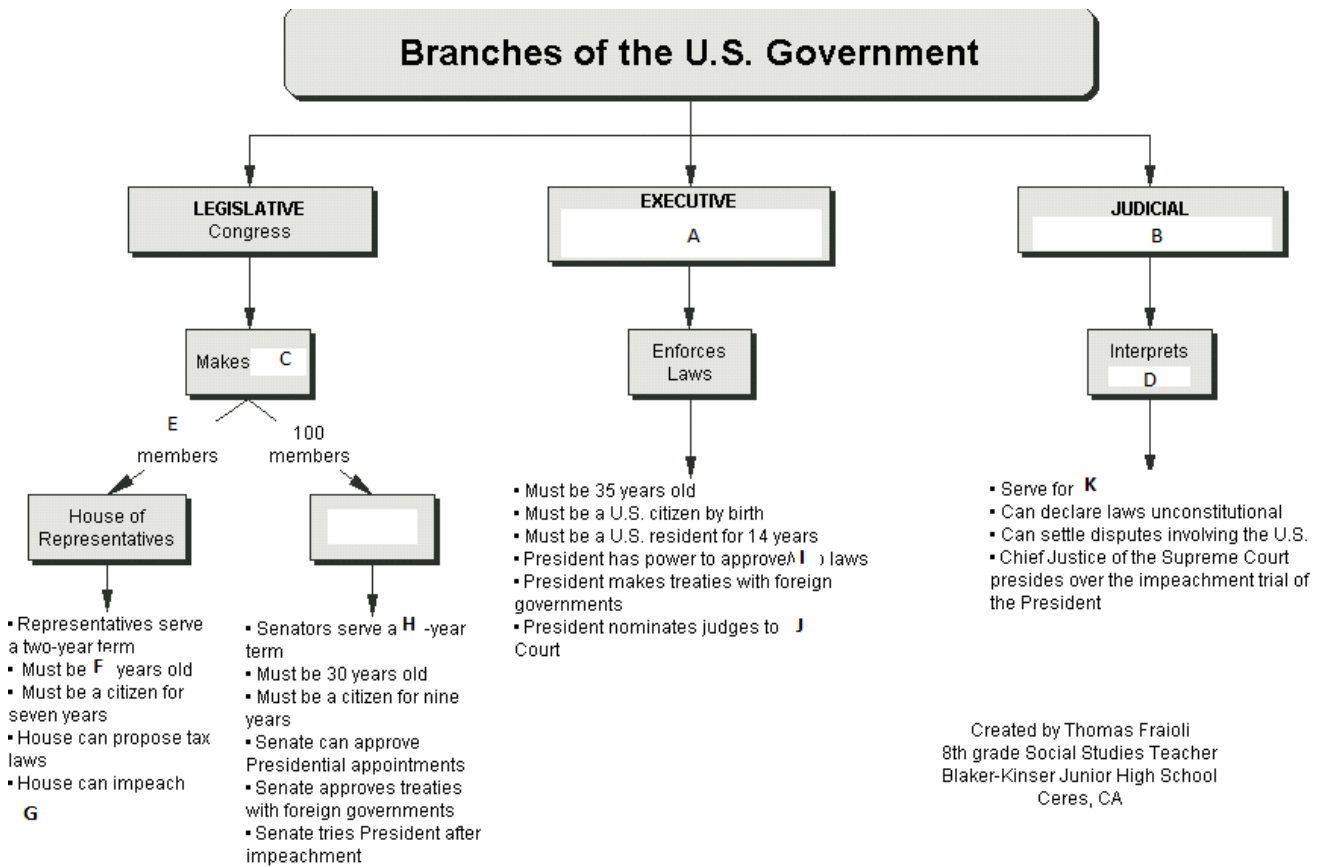 Branches of the U.S. Government
LEGISLATIVE
Congress
EXECUTIVE
A
JUDICIAL
B
Makes C
Enforces
Laws
Interprets
D
E
members
100
members
House of
Representatives
▪ Representatives serve
a two-year term
▪ Must be F years old
▪ Must be a citizen for
seven years
▪ House can propose tax
laws
▪ House can impeach
G
▪ Senators serve a H -year
term
▪ Must be 30 years old
▪ Must be a citizen for nine
years
▪ Senate can approve
Presidential appointments
▪ Senate approves treaties
with foreign governments
▪ Senate tries President after
impeachment
▪ Must be 35 years old
▪ Must be a U.S. citizen by birth
▪ Must be a U.S. resident for 14 years
▪ President has power to approve I laws
▪ President makes treaties with foreign
governments
▪ President nominates judges to J
Court
▪ Serve for K
▪ Can declare laws unconstitutional
▪ Can settle disputes involving the U.S.
▪ Chief Justice of the Supreme Court
presides over the impeachment trial of
the President
Created by Thomas Fraioli
8th grade Social Studies Teacher
Blaker-Kinser Junior High School
Ceres, CA